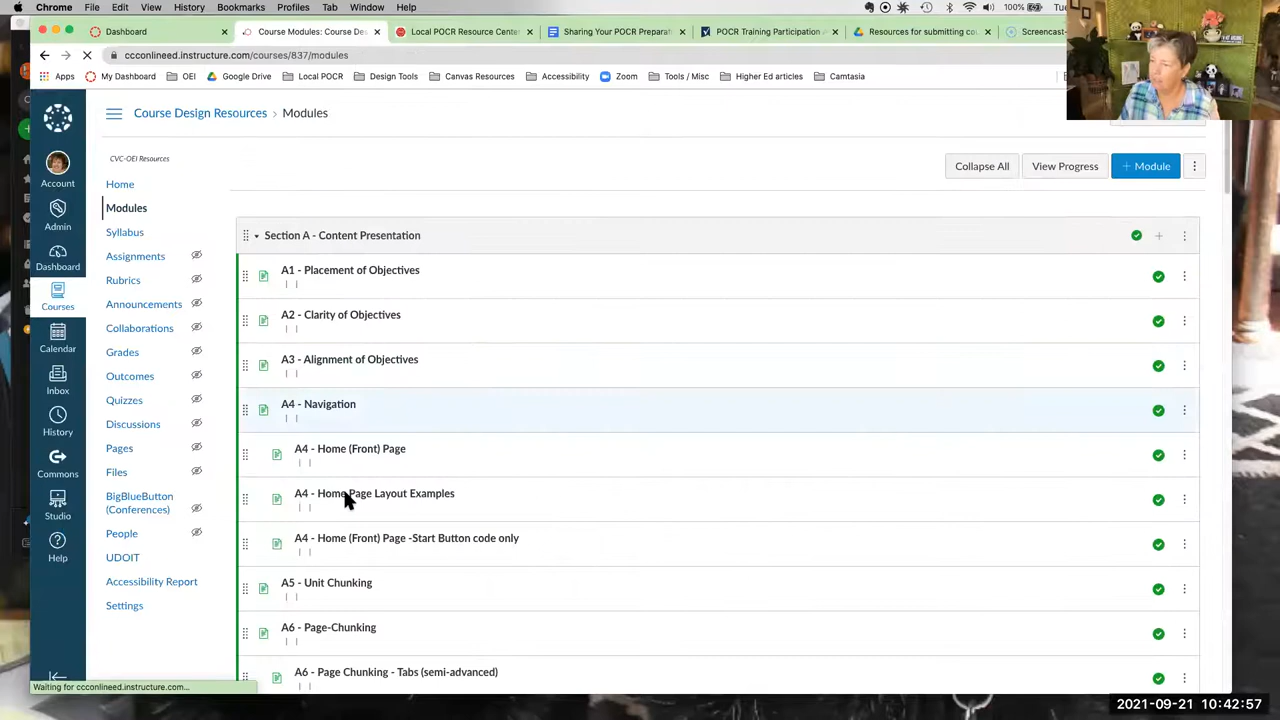 Chrome File Edit View History Bookmarks Profiles Tab Window Help 100% Tue
Dashboard Course Modules: Course Des Local POCR Resource Center Sharing Your POCR Preparat POCR Training Participation A Resources for submitting cou Screencast-
ccconlineed.instructure.com/courses/837/modules
Apps My Dashboard OEI Google Drive Local POCR Design Tools Canvas Resources Accessibility Zoom Tools / Misc Higher Ed articles Camtasia
Course Design Resources > Modules
CVC-OEI Resources
Collapse All View Progress + Module
Account
Admin
Dashboard
Courses
Calendar
Inbox
History
Commons
Studio
Help
Home
Modules
Syllabus
Assignments
Rubrics
Announcements
Collaborations
Grades
Outcomes
Quizzes
Discussions
Pages
Files
BigBlueButton
(Conferences)
People
UDOIT
Accessibility Report
Settings
Section A - Content Presentation
A1 - Placement of Objectives
A2 - Clarity of Objectives
A3 - Alignment of Objectives
A4 - Navigation
A4 - Home (Front) Page
A4 - Home Page Layout Examples
A4 - Home (Front) Page -Start Button code only
A5 - Unit Chunking
A6 - Page-Chunking
A6 - Page Chunking - Tabs (semi-advanced)
Waiting for ccconlineed.instructure.com...
2021-09-21 10:42:57